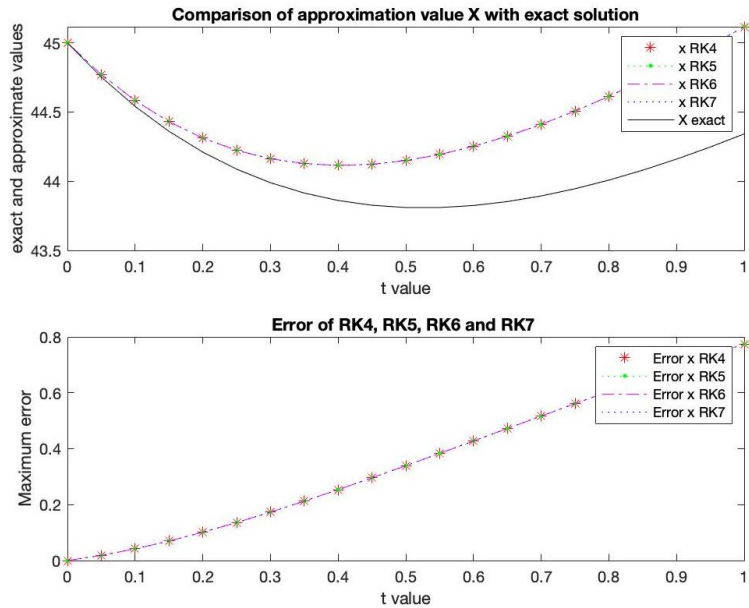 Comparison of approximation value X with exact solution
45
44.5
44
43.5
exact and approximate values
x RK4
x RK5
x RK6
x RK7
X exact
0 0.1 0.2 0.3 0.4 0.5 0.6 0.7 0.8 0.9 1
t value
Error of RK4, RK5, RK6 and RK7
0.8
0.6
0.4
0.2
0
Maximum error
Error x RK4
Error x RK5
Error x RK6
Error x RK7
0 0.1 0.2 0.3 0.4 0.5 0.6 0.7 0.8 0.9 1
t value